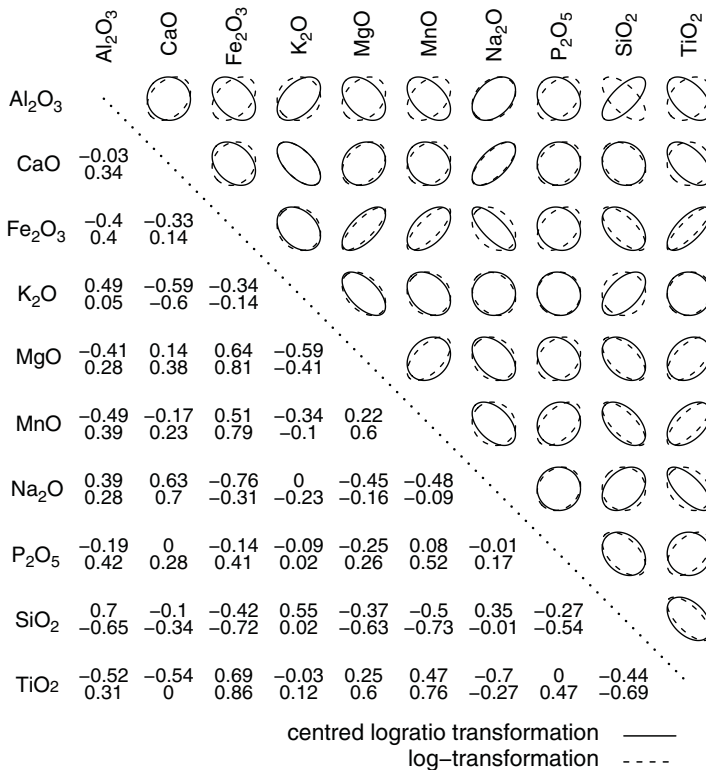 Al₂O₃ CaO Fe₂O₃ K₂O MgO MnO Na₂O P₂O₅ SiO₂ TiO₂
Al₂O₃
CaO −0.03
0.34
Fe₂O₃ −0.4 −0.33
0.4 0.14
K₂O 0.49 −0.59 −0.34
0.05 −0.6 −0.14
MgO −0.41 0.14 0.64 −0.59
0.28 0.38 0.81 −0.41
MnO −0.49 −0.17 0.51 −0.34 0.22
0.39 0.23 0.79 −0.1 0.6
Na₂O 0.39 0.63 −0.76 0 −0.45 −0.48
0.28 0.7 −0.31 −0.23 −0.16 −0.09
P₂O₅ −0.19 0 −0.14 −0.09 −0.25 0.08 −0.01
0.42 0.28 0.41 0.02 0.26 0.52 0.17
SiO₂ 0.7 −0.1 −0.42 0.55 −0.37 −0.5 0.35 −0.27
−0.65 −0.34 −0.72 0.02 −0.63 −0.73 −0.01 −0.54
TiO₂ −0.52 −0.54 0.69 −0.03 0.25 0.47 −0.7 0 −0.44
0.31 0 0.86 0.12 0.6 0.76 −0.27 0.47 −0.69
centred logratio transformation
log−transformation